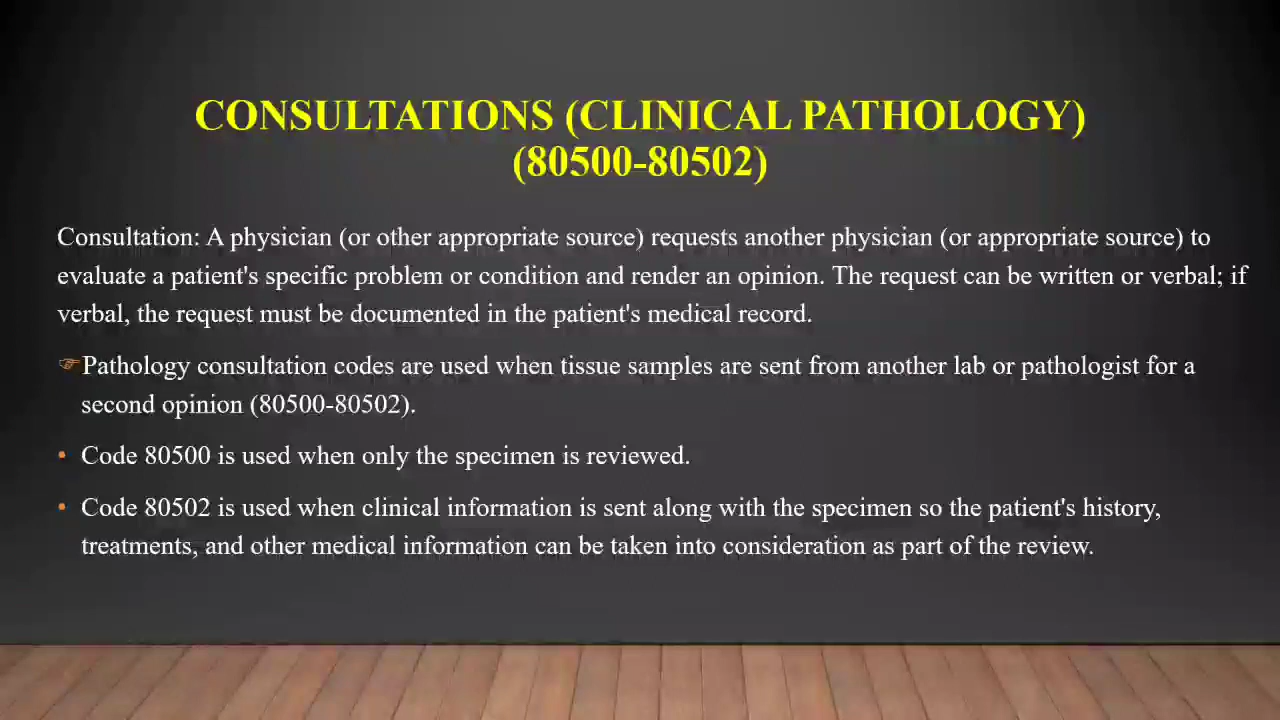 CONSULTATIONS (CLINICAL PATHOLOGY)
(80500-80502)
Consultation: A physician (or other appropriate source) requests another physician (or appropriate source) to
evaluate a patient's specific problem or condition and render an opinion. The request can be written or verbal; if
verbal, the request must be documented in the patient's medical record.
☞Pathology consultation codes are used when tissue samples are sent from another lab or pathologist for a
second opinion (80500-80502).
• Code 80500 is used when only the specimen is reviewed.
• Code 80502 is used when clinical information is sent along with the specimen so the patient's history,
treatments, and other medical information can be taken into consideration as part of the review.